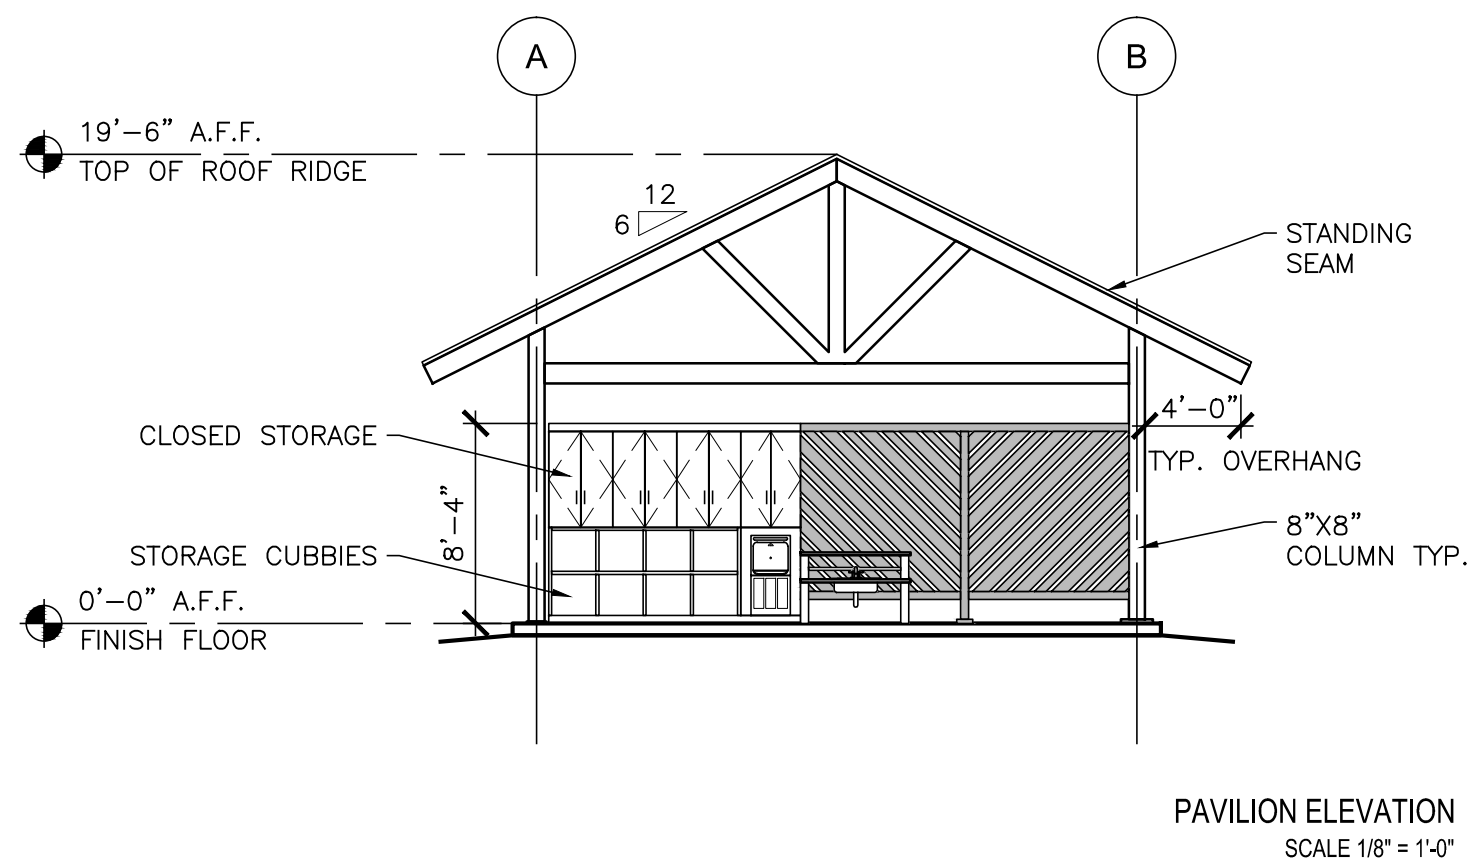 A
B
19'-6" A.F.F.
TOP OF ROOF RIDGE
12
6
STANDING
SEAM
4'-0"
CLOSED STORAGE
TYP. OVERHANG
8'-4"
8"X8"
COLUMN TYP.
STORAGE CUBBIES
0'-0" A.F.F.
FINISH FLOOR
PAVILION ELEVATION
SCALE 1/8" = 1'-0"